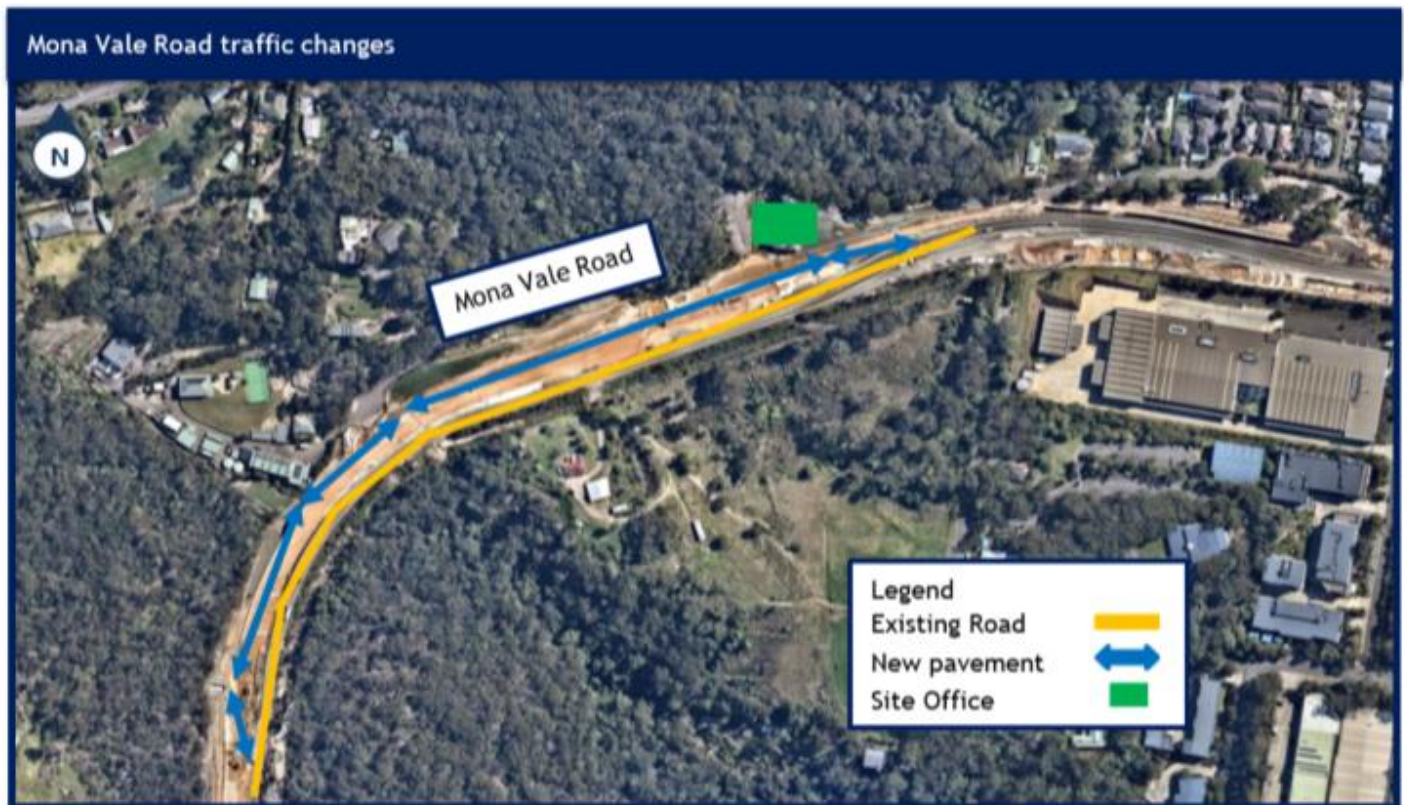 Mona Vale Road traffic changes
N
Mona Vale Road
Legend
Existing Road
New pavement
Site Office